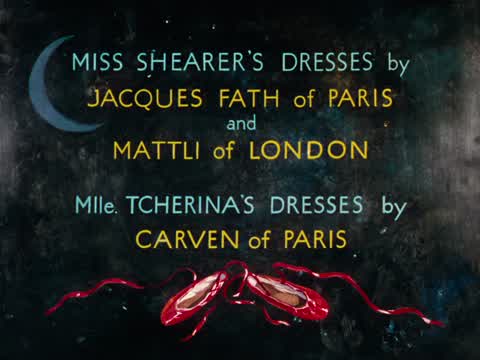 MISS SHEARER'S DRESSES by
JACQUES FATH of PARIS
and
MATTLI of LONDON
Mlle. TCHERINA'S DRESSES by
CARVEN of PARIS